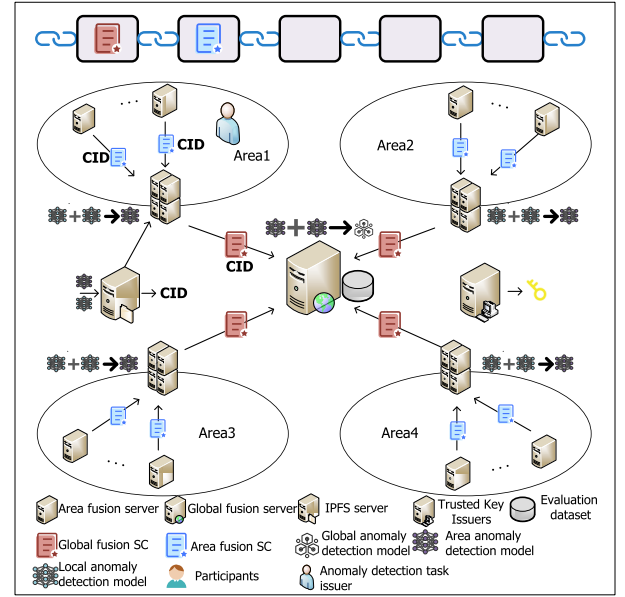 CID
CID
Area1
Area2
CID
CID
Area3
Area4
Area fusion server
Global fusion server
IPFS server
Trusted Key
Issuers
Evaluation
dataset
Global fusion SC
Area fusion SC
Global anomaly
detection model
Area anomaly
detection model
Local anomaly
detection model
Participants
Anomaly detection task
issuer